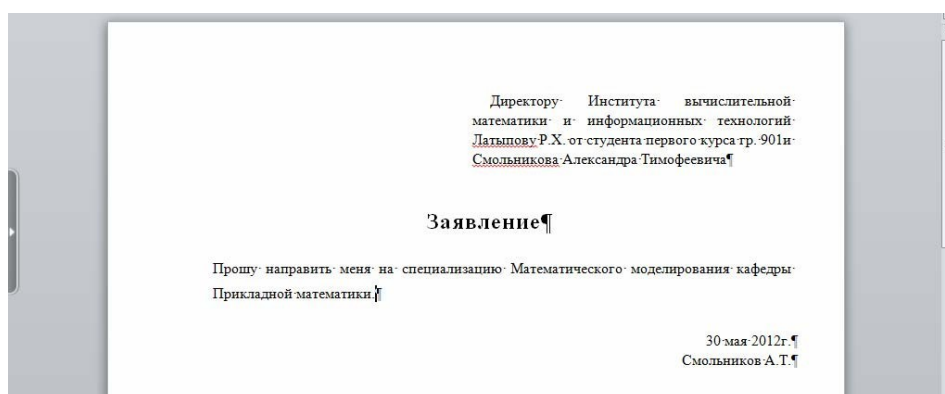 Директору Института вычислительной
математики и информационных технологий
Латыпову Р.Х. от студента первого курса гр. 901и
Смольникова Александра Тимофеевича¶
Заявление¶
Прошу направить меня на специализацию Математического моделирования кафедры
Прикладной математики.¶
30 мая 2012г.¶
Смольников А.Т.¶